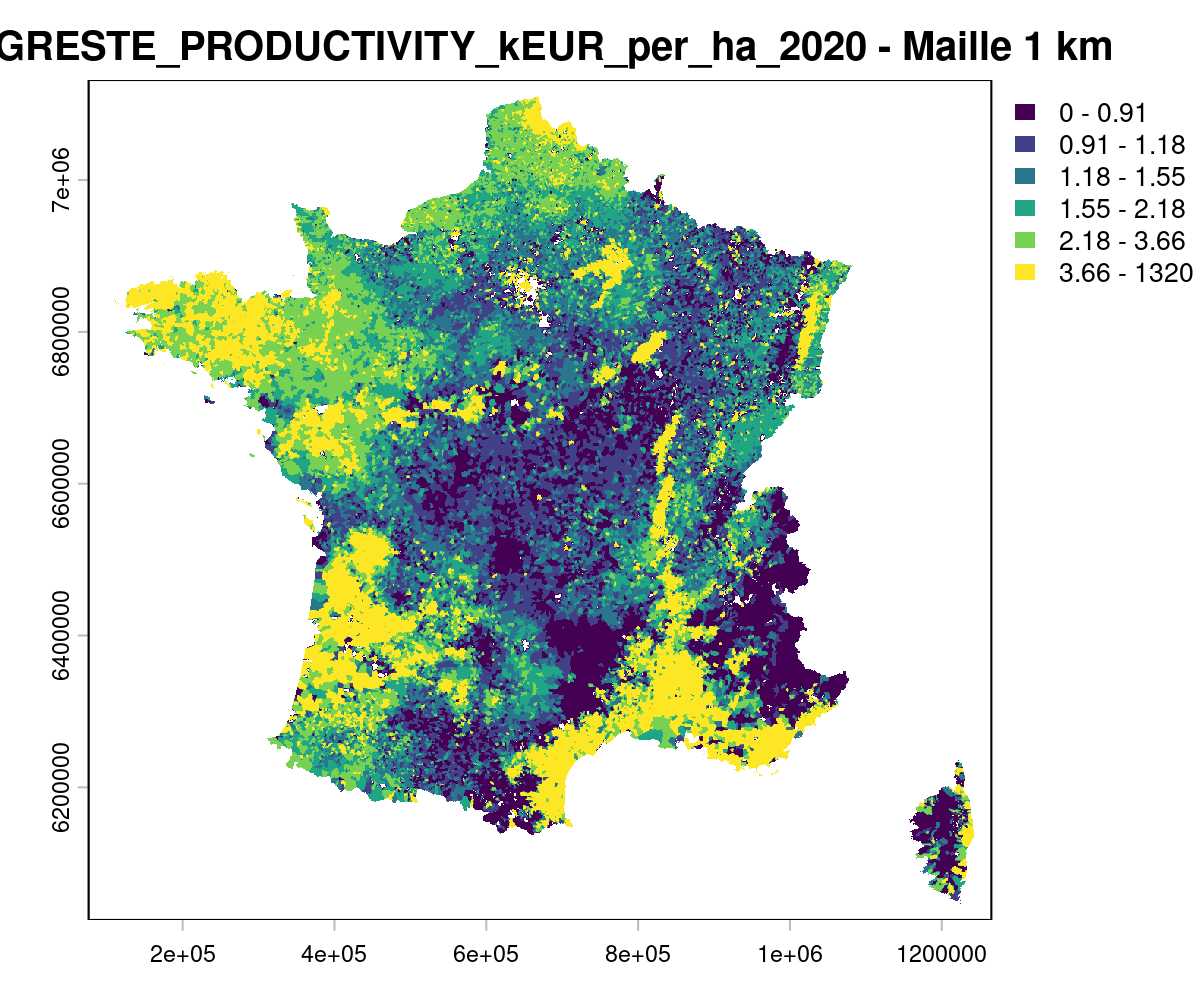 GRESTE_PRODUCTIVITY_kEUR_per_ha_2020 - Maille 1 km
0 - 0.91
0.91 - 1.18
1.18 - 1.55
1.55 - 2.18
2.18 - 3.66
3.66 - 1320
7e+06
6800000
6600000
6400000
6200000
2e+05
4e+05
6e+05
8e+05
1e+06
1200000